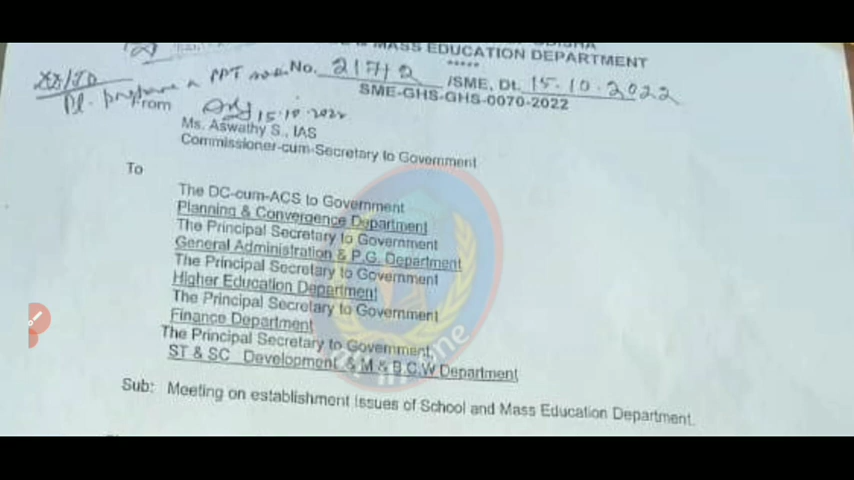 & MASS EDUCATION DEPARTMENT
*****
No. 21712 /SME, Dt. 15.10.2022
SME-GHS-GHS-0070-2022
Pl. prepare a PPT
From
15.10.2022
Ms. Aswathy S., IAS
Commissioner-cum-Secretary to Government
To
The DC-cum-ACS to Government
Planning & Convergence Department
The Principal Secretary to Government
General Administration & P.G. Department
The Principal Secretary to Government
Higher Education Department
The Principal Secretary to Government
Finance Department
The Principal Secretary to Government,
ST & SC Development & M & B.C.W Department
Sub: Meeting on establishment Issues of School and Mass Education Department.